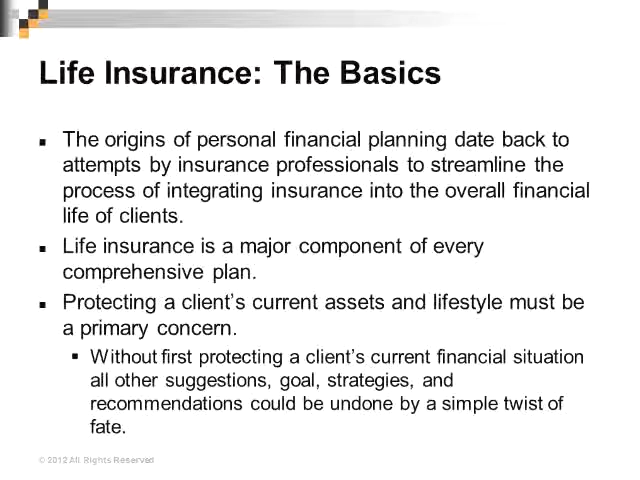 Life Insurance: The Basics
The origins of personal financial planning date back to
attempts by insurance professionals to streamline the
process of integrating insurance into the overall financial
life of clients.
Life insurance is a major component of every
comprehensive plan.
Protecting a client's current assets and lifestyle must be
a primary concern.
Without first protecting a client's current financial situation
all other suggestions, goal, strategies, and
recommendations could be undone by a simple twist of
fate.
© 2012 All Rights Reserved